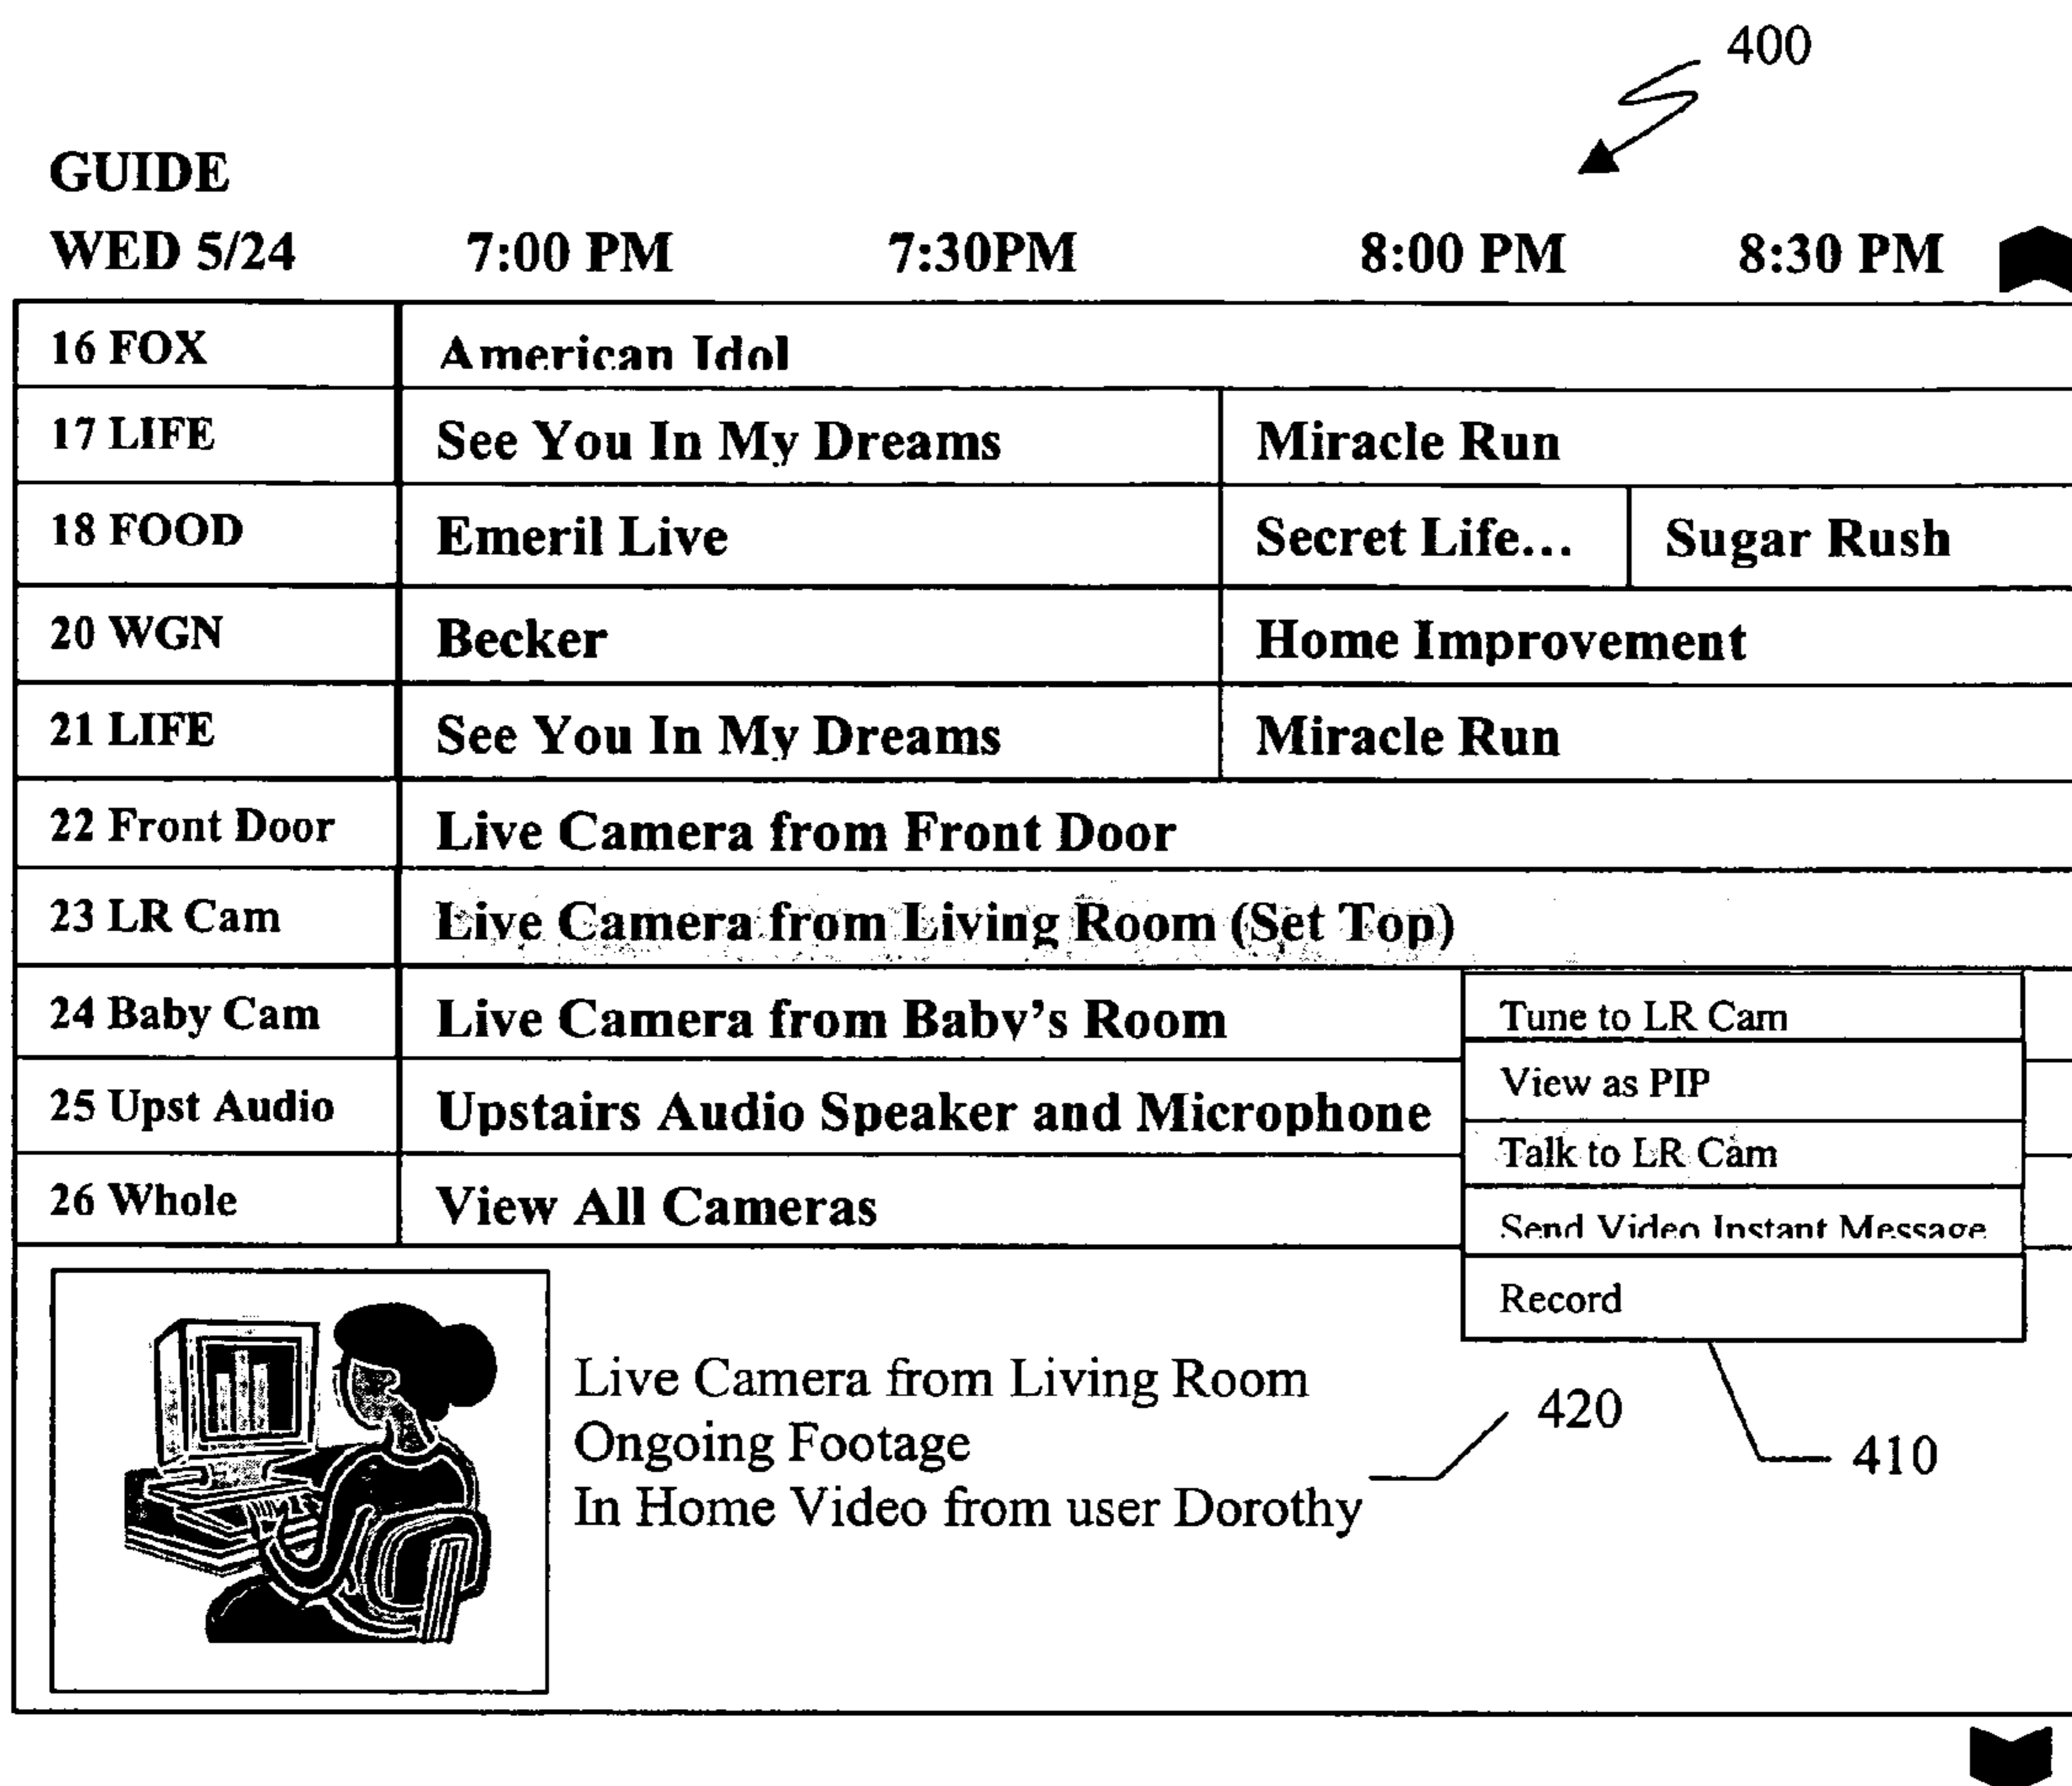 400
GUIDE
WED 5/24 7:00 PM 7:30PM 8:00 PM 8:30 PM
16 FOX American Idol
17 LIFE See You In My Dreams Miracle Run
18 FOOD Emeril Live Secret Life... Sugar Rush
20 WGN Becker Home Improvement
21 LIFE See You In My Dreams Miracle Run
22 Front Door Live Camera from Front Door
23 LR Cam Live Camera from Living Room (Set Top)
24 Baby Cam Live Camera from Baby's Room
25 Upst Audio Upstairs Audio Speaker and Microphone
26 Whole View All Cameras
Tune to LR Cam
View as PIP
Talk to LR Cam
Send Video Instant Message
Record
Live Camera from Living Room
Ongoing Footage
In Home Video from user Dorothy
420
410